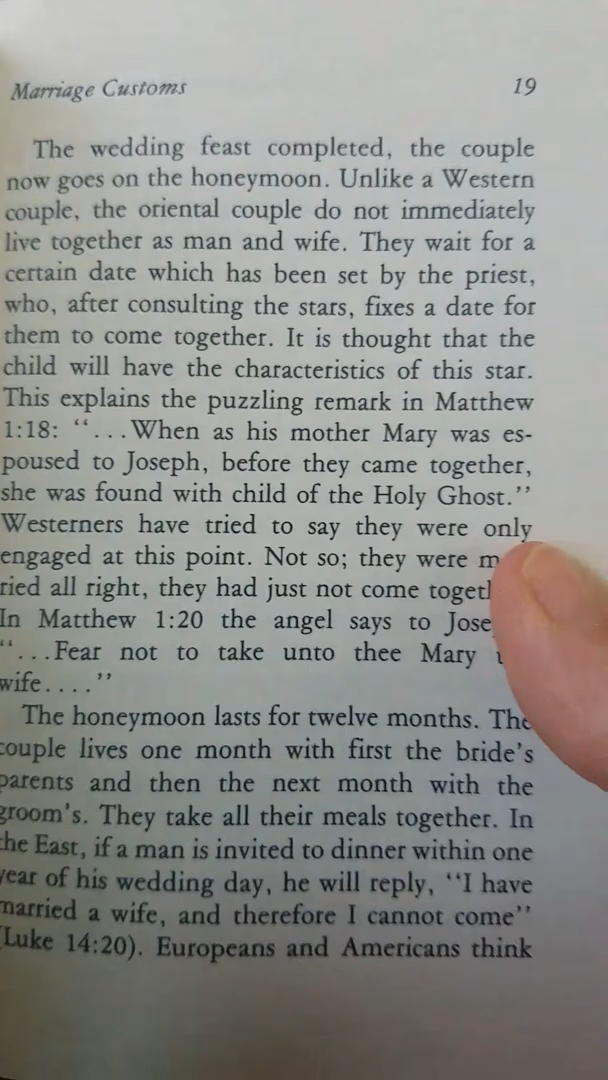 Marriage Customs 19
The wedding feast completed, the couple
now goes on the honeymoon. Unlike a Western
couple, the oriental couple do not immediately
live together as man and wife. They wait for a
certain date which has been set by the priest,
who, after consulting the stars, fixes a date for
them to come together. It is thought that the
child will have the characteristics of this star.
This explains the puzzling remark in Matthew
1:18: “...When as his mother Mary was es-
poused to Joseph, before they came together,
she was found with child of the Holy Ghost.”
Westerners have tried to say they were only
engaged at this point. Not so; they were
ried all right, they had just not come
In Matthew 1:20 the angel says to
“...Fear not to take unto thee Mary
wife....”
The honeymoon lasts for twelve months. The
couple lives one month with first the bride’s
parents and then the next month with the
groom’s. They take all their meals together. In
the East, if a man is invited to dinner within one
year of his wedding day, he will reply, “I have
married a wife, and therefore I cannot come”
(Luke 14:20). Europeans and Americans think